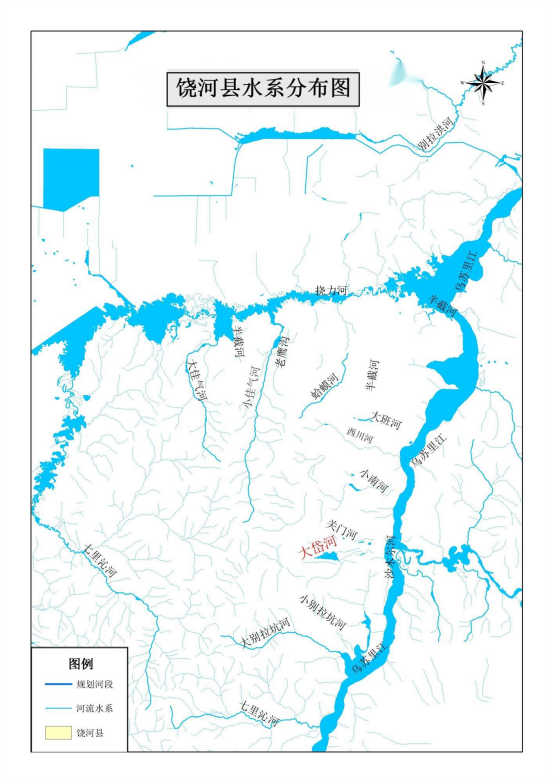 饶河县水系分布图
N
W
E
S
别拉洪河
乌苏里江
挠力河
半截河
半截河
老鹰沟
大佳气河
小佳气河
蛤蟆河
半截河
大班河
西川河
乌苏里江
小南河
关门河
大岱河
沙木尔河
七里沁河
小别拉坑河
大别拉坑河
乌苏里江
七里沁河
图例
规划河段
河流水系
饶河县